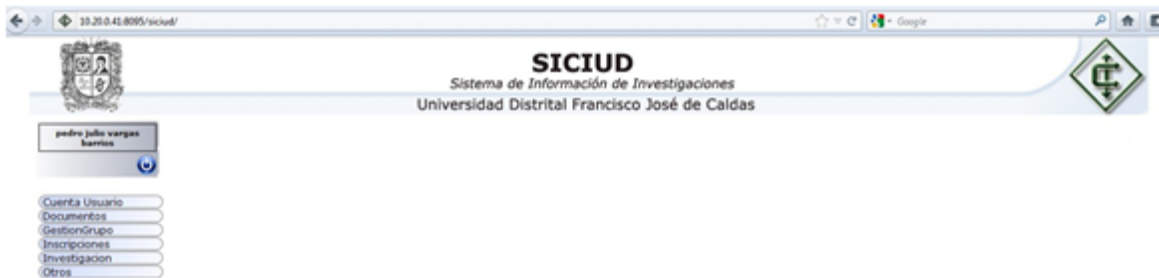 10.20.0.41:8095/siciud/
Google
SICIUD
Sistema de Información de Investigaciones
Universidad Distrital Francisco José de Caldas
pedro julio vargas
barrios
Cuenta Usuario
Documentos
GestionGrupo
Inscripciones
Investigacion
Otros